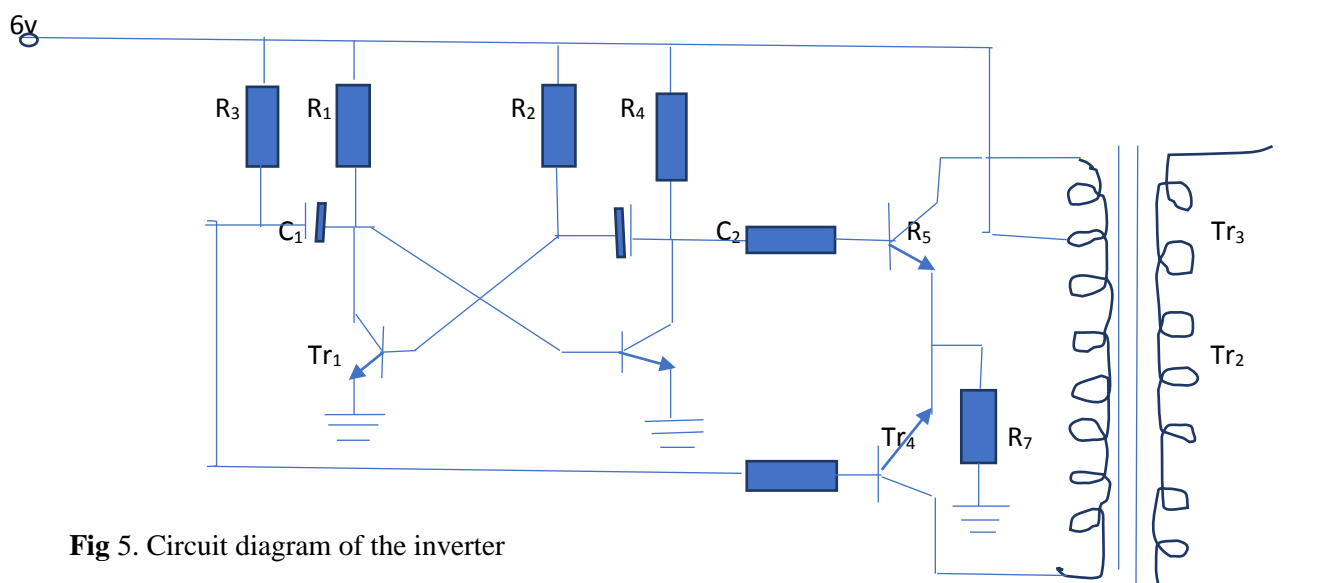 6v
R3 R1 R2 R4
C1 C2 R5 Tr3
Tr1 Tr2
Tr4 R7
Fig 5. Circuit diagram of the inverter